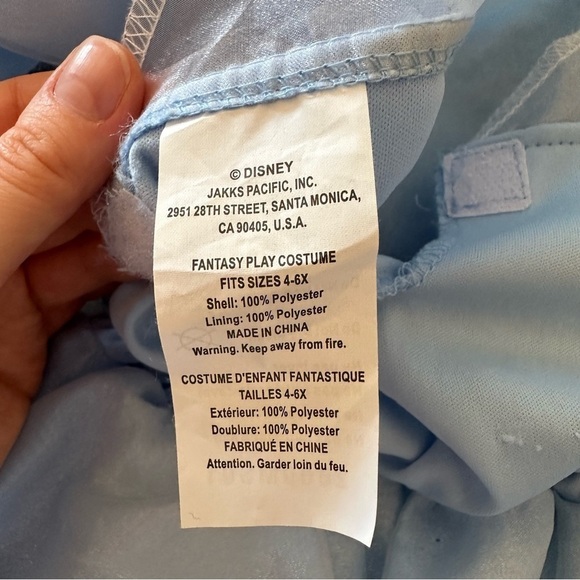 © DISNEY
JAKKS PACIFIC, INC.
2951 28TH STREET, SANTA MONICA,
CA 90405, U.S.A.
FANTASY PLAY COSTUME
FITS SIZES 4-6X
Shell: 100% Polyester
Lining: 100% Polyester
MADE IN CHINA
Warning. Keep away from fire.
COSTUME D'ENFANT FANTASTIQUE
TAILLES 4-6X
Extérieur: 100% Polyester
Doublure: 100% Polyester
FABRIQUÉ EN CHINE
Attention. Garder loin du feu.